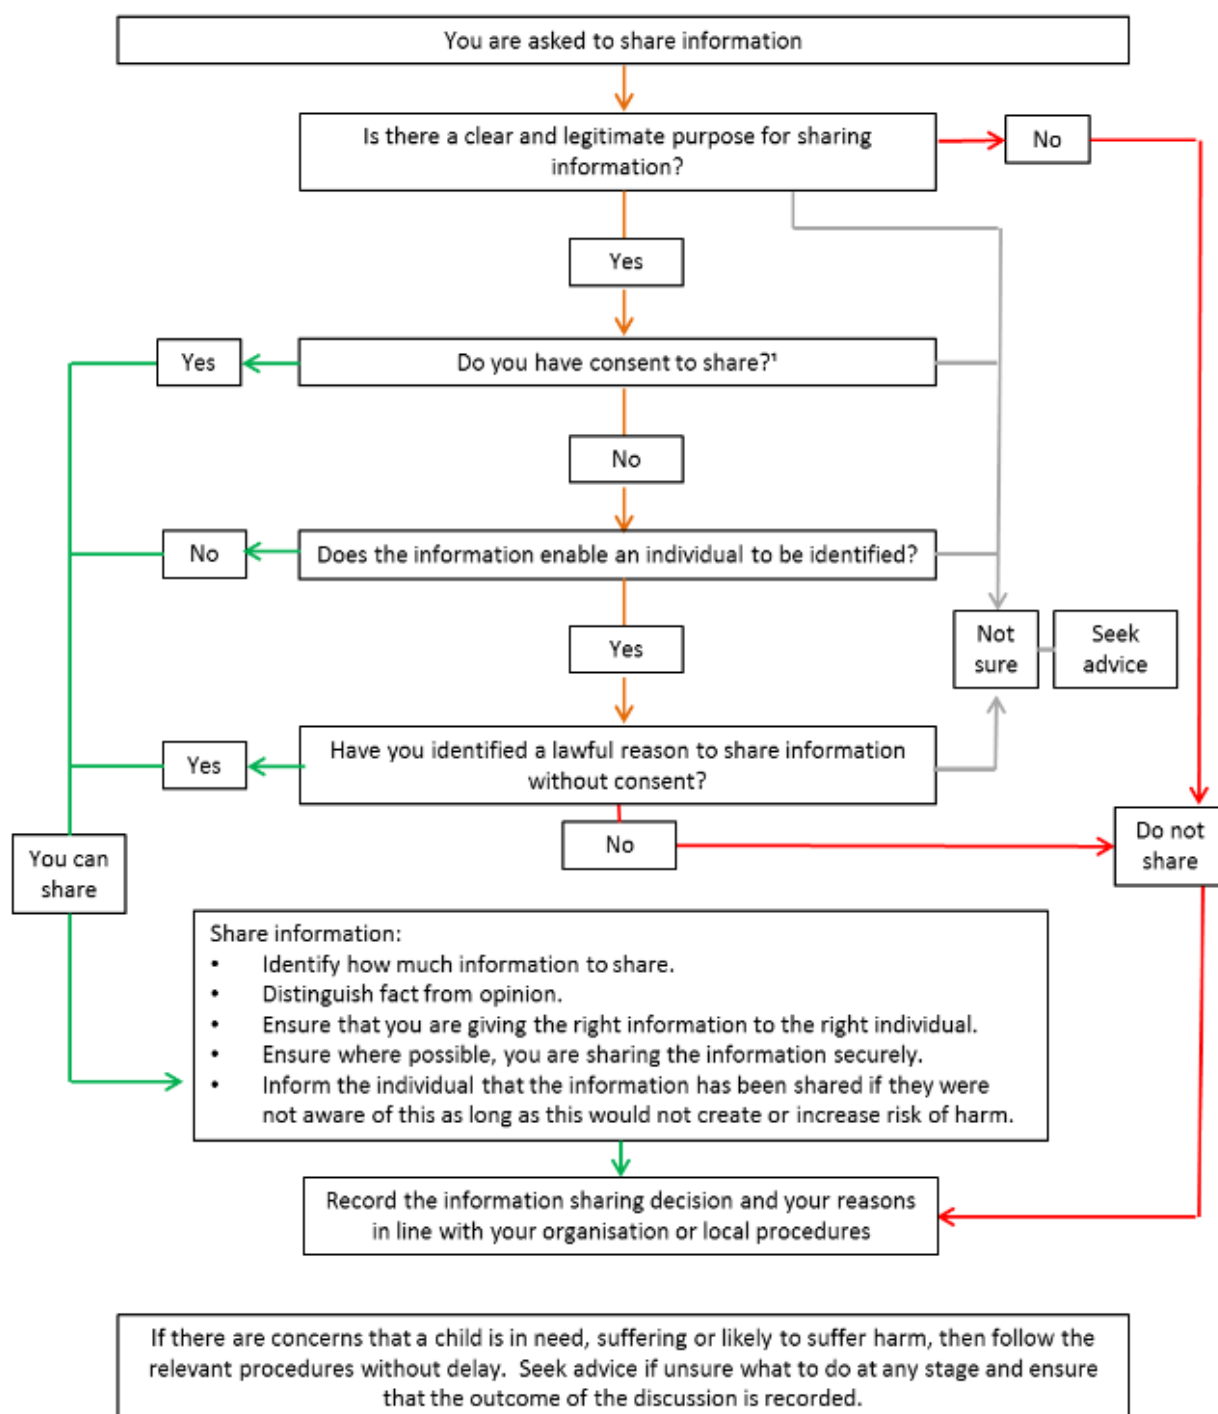 You are asked to share information
Is there a clear and legitimate purpose for sharing
information?
No
Yes
Yes
Do you have consent to share?¹
No
No
Does the information enable an individual to be identified?
Yes
Not
sure
Seek
advice
Yes
Have you identified a lawful reason to share information
without consent?
No
Do not
share
You can
share
Share information:
• Identify how much information to share.
• Distinguish fact from opinion.
• Ensure that you are giving the right information to the right individual.
• Ensure where possible, you are sharing the information securely.
• Inform the individual that the information has been shared if they were
not aware of this as long as this would not create or increase risk of harm.
Record the information sharing decision and your reasons
in line with your organisation or local procedures
If there are concerns that a child is in need, suffering or likely to suffer harm, then follow the
relevant procedures without delay. Seek advice if unsure what to do at any stage and ensure
that the outcome of the discussion is recorded.